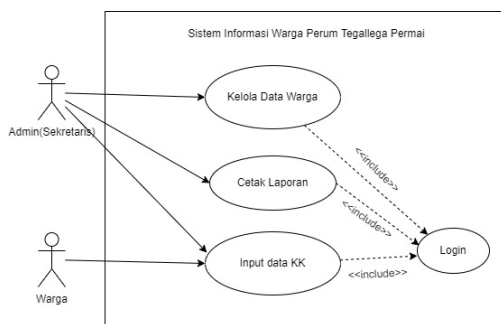 Sistem Informasi Warga Perum Tegallega Permai
Kelola Data Warga
Admin(Sekretaris)
<<include>>
Cetak Laporan
<<include>>
Login
Input data KK
<<include>>
Warga